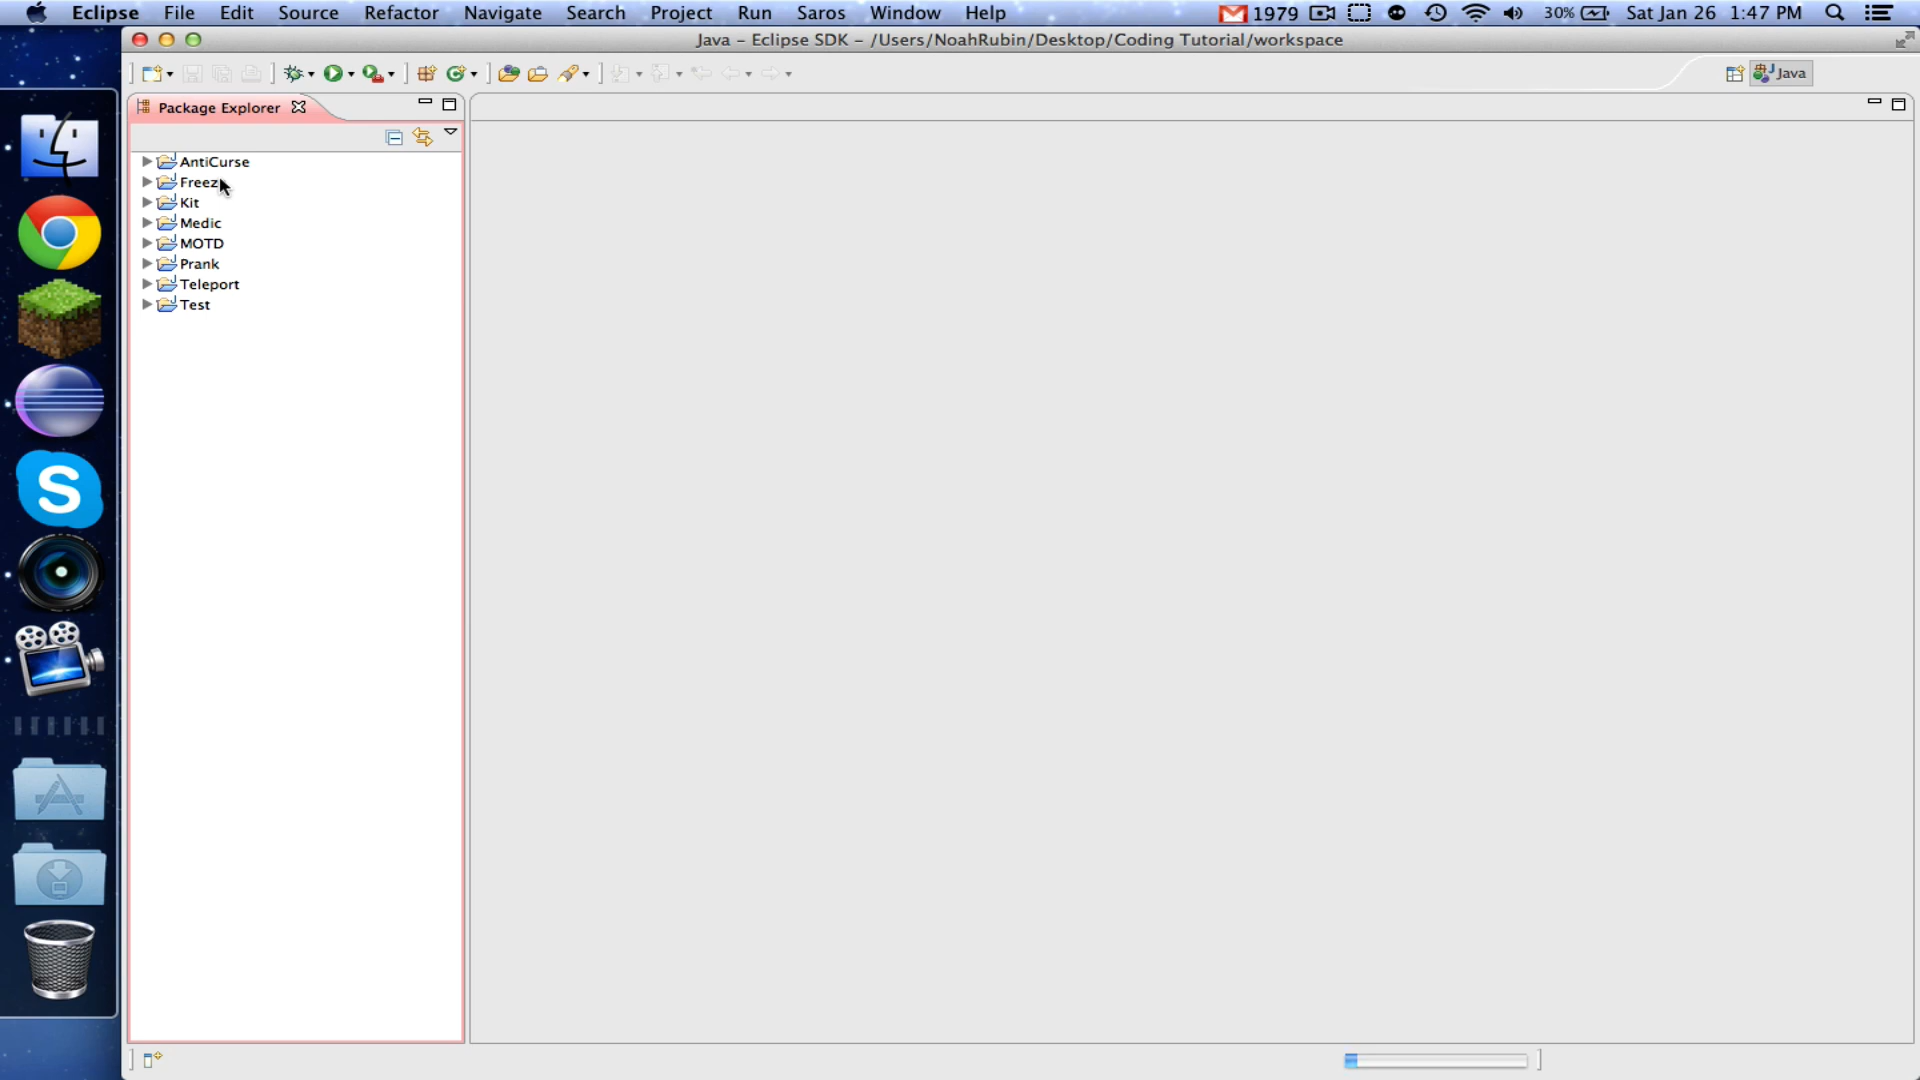 Eclipse File Edit Source Refactor Navigate Search Project Run Saros Window Help 1979 30% Sat Jan 26 1:47 PM
Java – Eclipse SDK – /Users/NoahRubin/Desktop/Coding Tutorial/workspace
Java
Package Explorer
AntiCurse
Freez
Kit
Medic
MOTD
Prank
Teleport
Test
S